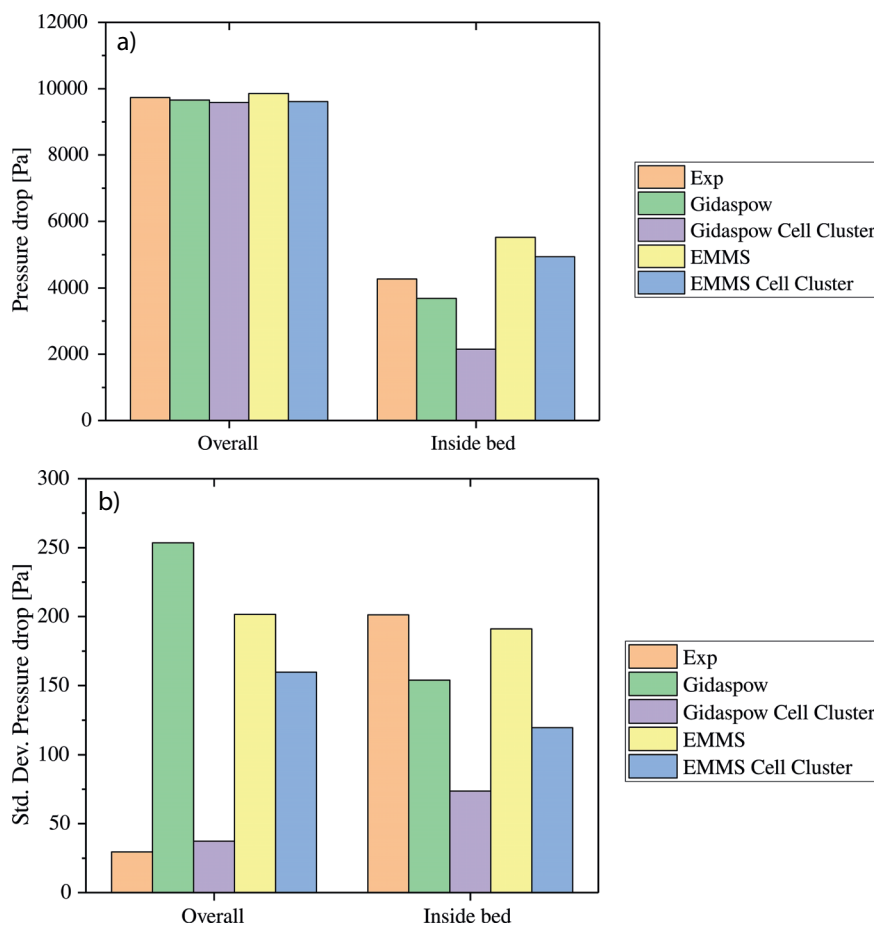 a)
12000
10000
8000
6000
4000
2000
0
Pressure drop [Pa]
Overall
Inside bed
Exp
Gidaspow
Gidaspow Cell Cluster
EMMS
EMMS Cell Cluster
b)
300
250
200
150
100
50
0
Std. Dev. Pressure drop [Pa]
Overall
Inside bed
Exp
Gidaspow
Gidaspow Cell Cluster
EMMS
EMMS Cell Cluster